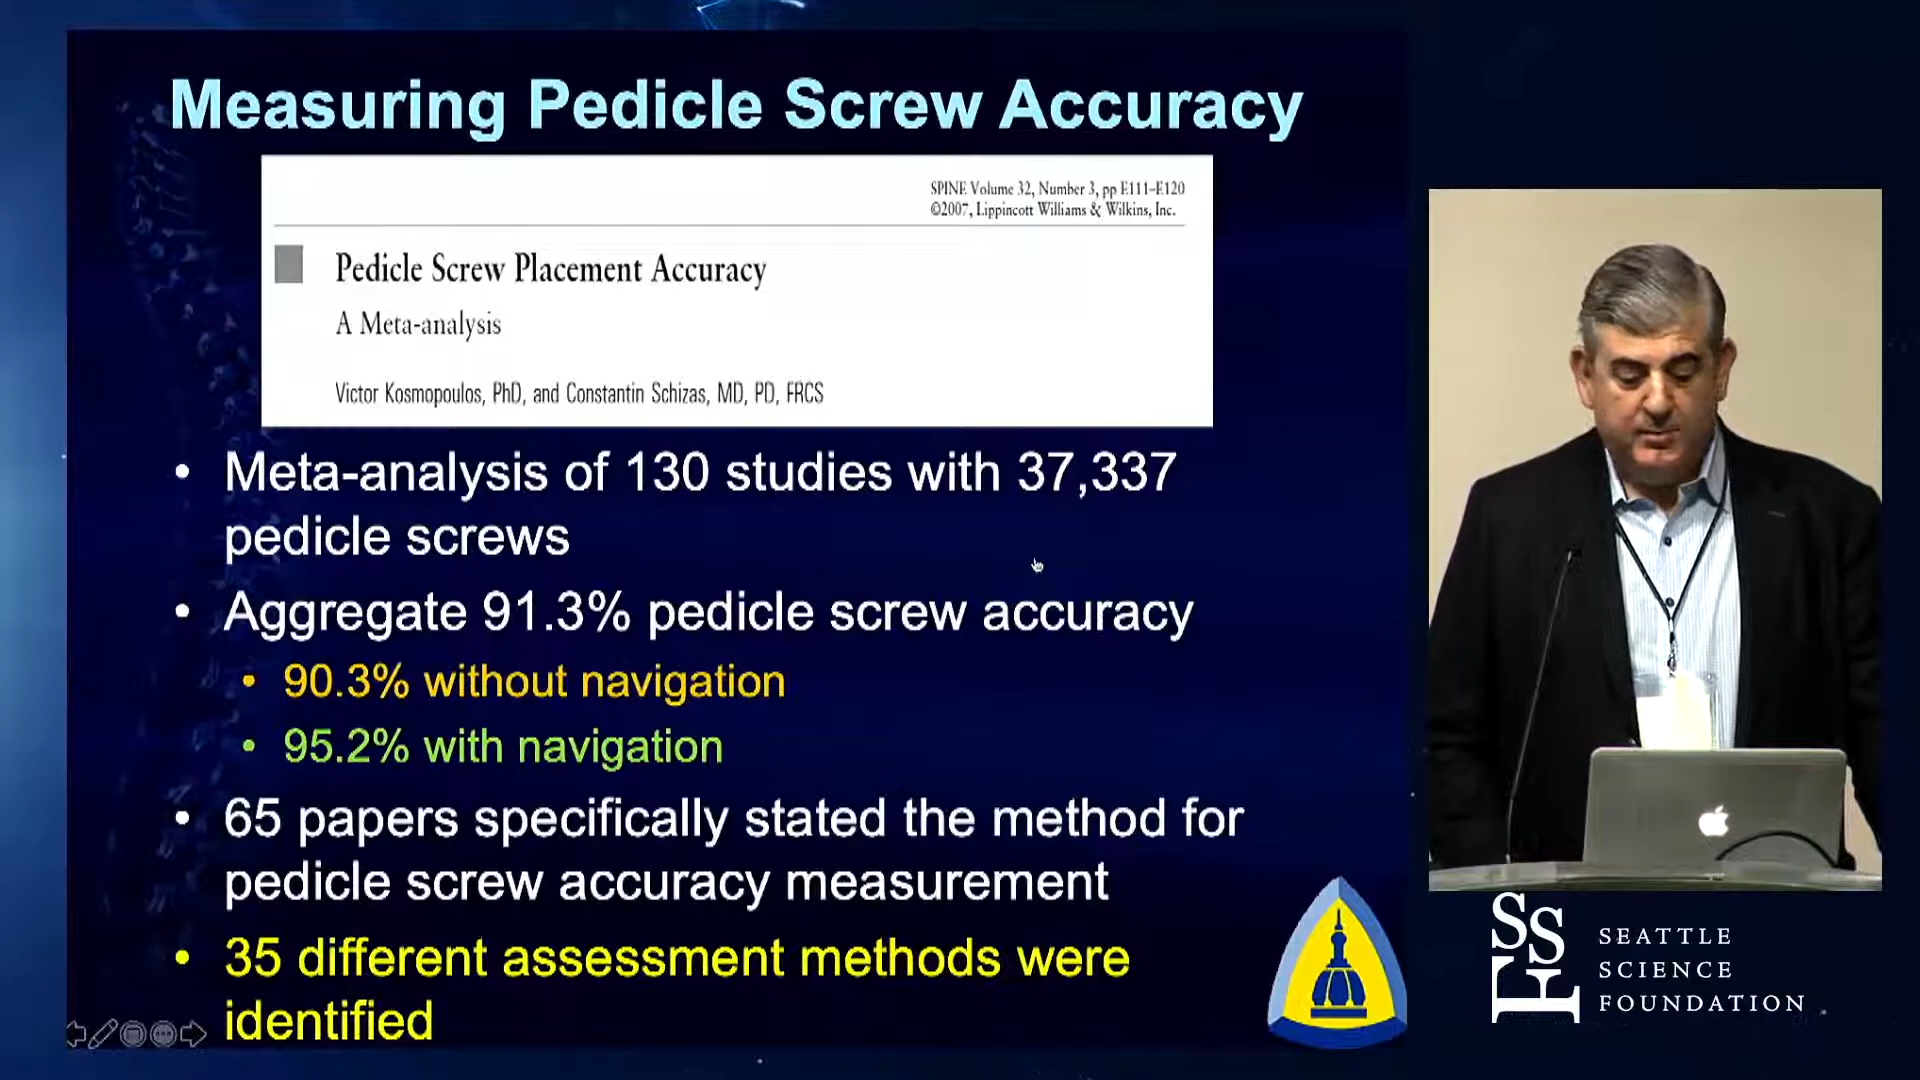 Measuring Pedicle Screw Accuracy
SPINE Volume 32, Number 3, pp E111–E120
©2007, Lippincott Williams & Wilkins, Inc.
Pedicle Screw Placement Accuracy
A Meta-analysis
Victor Kosmopoulos, PhD, and Constantin Schizas, MD, PD, FRCS
• Meta-analysis of 130 studies with 37,337
pedicle screws
• Aggregate 91.3% pedicle screw accuracy
• 90.3% without navigation
• 95.2% with navigation
• 65 papers specifically stated the method for
pedicle screw accuracy measurement
• 35 different assessment methods were
identified
SSF
SEATTLE
SCIENCE
FOUNDATION